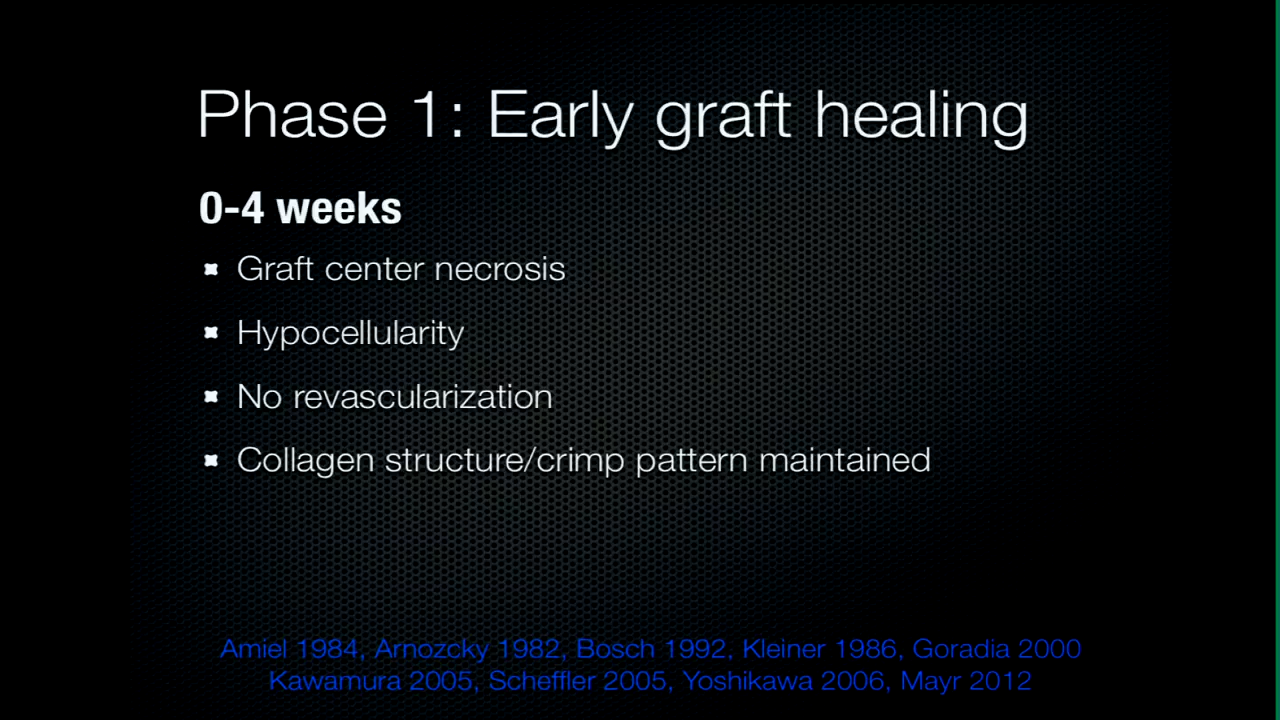 Phase 1: Early graft healing
0-4 weeks
Graft center necrosis
Hypocellularity
No revascularization
Collagen structure/crimp pattern maintained
Amiel 1984, Arnozcky 1982, Bosch 1992, Kleiner 1986, Goradia 2000
Kawamura 2005, Scheffler 2005, Yoshikawa 2006, Mayr 2012